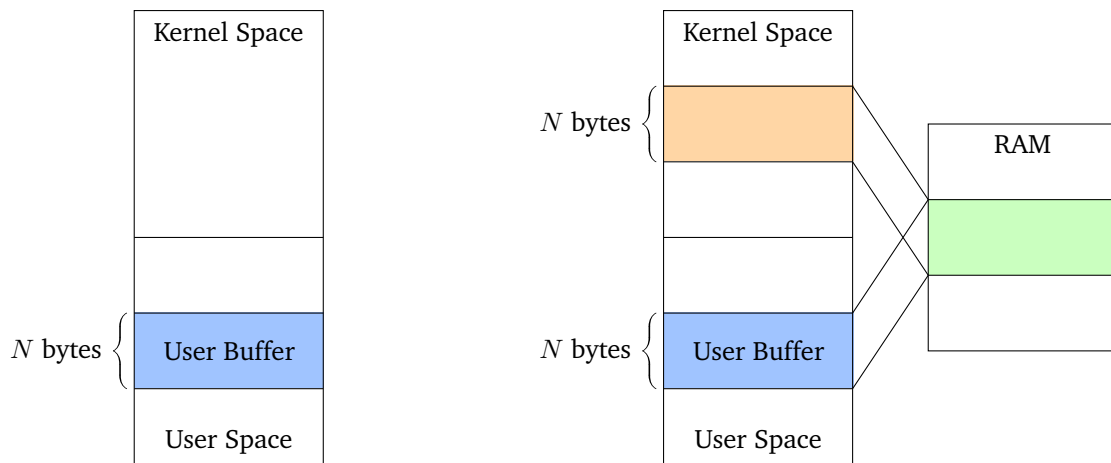 Kernel Space
N bytes
User Buffer
User Space
Kernel Space
N bytes
RAM
N bytes
User Buffer
User Space